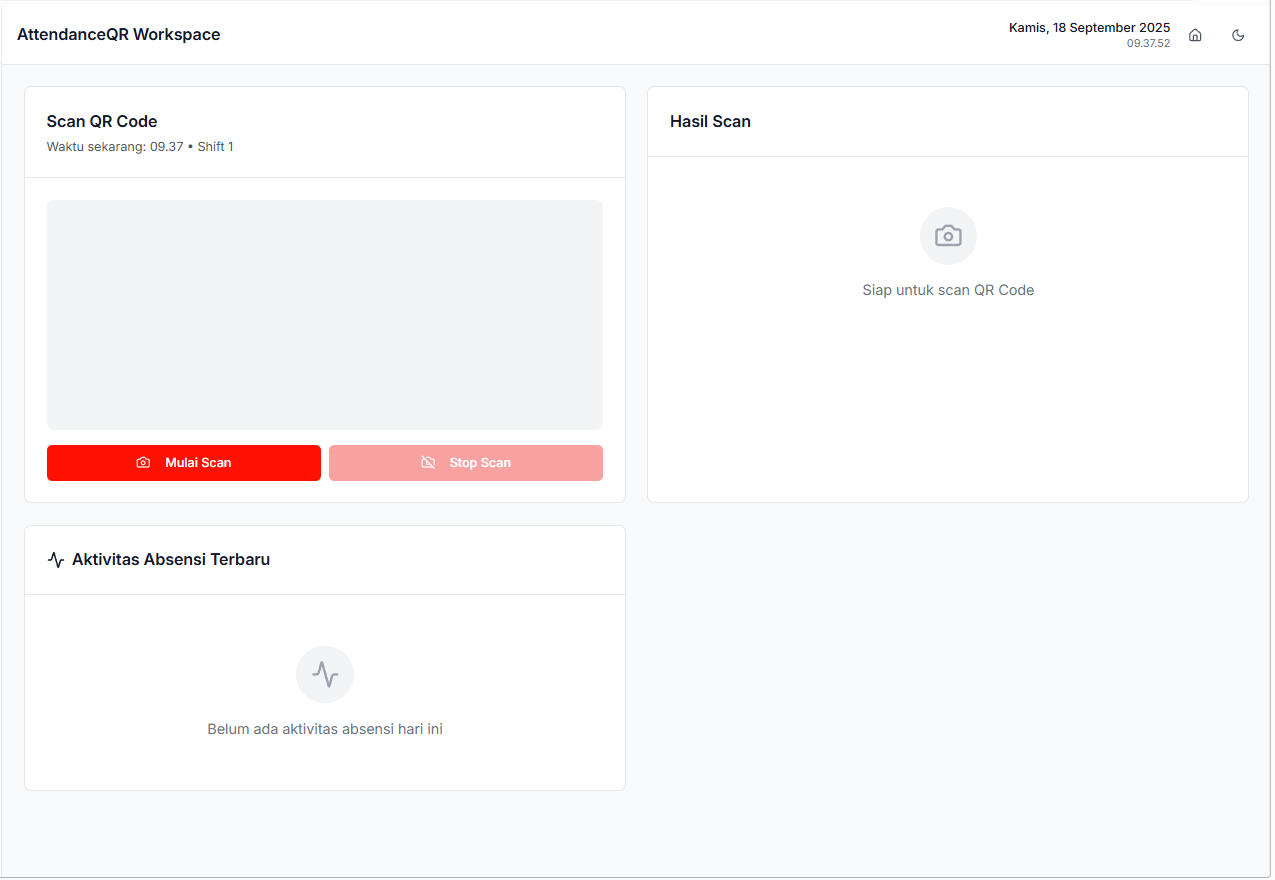 AttendanceQR Workspace
Kamis, 18 September 2025
09.37.52
Scan QR Code
Waktu sekarang: 09.37 • Shift 1
Mulai Scan
Stop Scan
Hasil Scan
Siap untuk scan QR Code
Aktivitas Absensi Terbaru
Belum ada aktivitas absensi hari ini